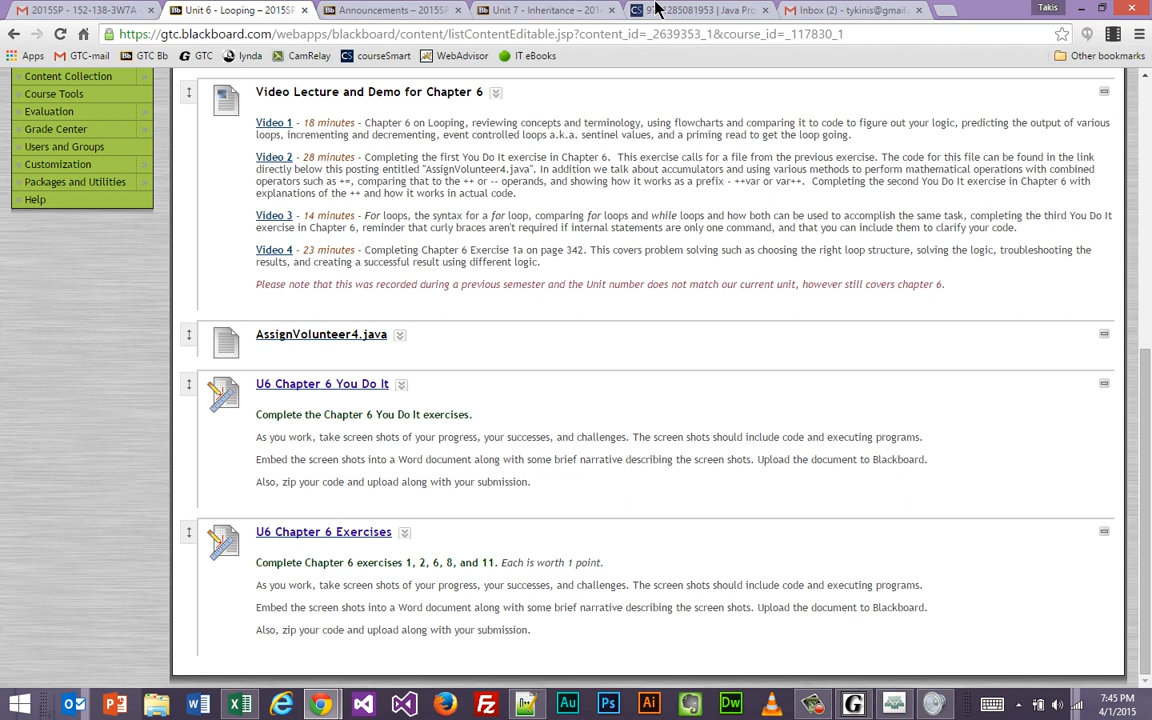 2015SP - 152-138-3W7A
Unit 6 - Looping – 2015SP
Announcements – 2015SP
Unit 7 - Inheritance – 201
285081953 | Java Pro
Inbox (2) - tykinis@gmail.
Takis
https://gtc.blackboard.com/webapps/blackboard/content/listContentEditable.jsp?content_id=_2639353_1&course_id=_117830_1
Apps GTC-mail GTC Bb GTC lynda CamRelay courseSmart WebAdvisor IT eBooks Other bookmarks
Content Collection
Course Tools
Evaluation
Grade Center
Users and Groups
Customization
Packages and Utilities
Help
Video Lecture and Demo for Chapter 6
Video 1 - 18 minutes - Chapter 6 on Looping, reviewing concepts and terminology, using flowcharts and comparing it to code to figure out your logic, predicting the output of various
loops, incrementing and decrementing, event controlled loops a.k.a. sentinel values, and a priming read to get the loop going.
Video 2 - 28 minutes - Completing the first You Do It exercise in Chapter 6. This exercise calls for a file from the previous exercise. The code for this file can be found in the link
directly below this posting entitled "AssignVolunteer4.java". In addition we talk about accumulators and using various methods to perform mathematical operations with combined
operators such as +=, comparing that to the ++ or -- operands, and showing how it works as a prefix - ++var or var++. Completing the second You Do It exercise in Chapter 6 with
explanations of the ++ and how it works in actual code.
Video 3 - 14 minutes - For loops, the syntax for a for loop, comparing for loops and while loops and how both can be used to accomplish the same task, completing the third You Do It
exercise in Chapter 6, reminder that curly braces aren't required if internal statements are only one command, and that you can include them to clarify your code.
Video 4 - 23 minutes - Completing Chapter 6 Exercise 1a on page 342. This covers problem solving such as choosing the right loop structure, solving the logic, troubleshooting the
results, and creating a successful result using different logic.
Please note that this was recorded during a previous semester and the Unit number does not match our current unit, however still covers chapter 6.
AssignVolunteer4.java
U6 Chapter 6 You Do It
Complete the Chapter 6 You Do It exercises.
As you work, take screen shots of your progress, your successes, and challenges. The screen shots should include code and executing programs.
Embed the screen shots into a Word document along with some brief narrative describing the screen shots. Upload the document to Blackboard.
Also, zip your code and upload along with your submission.
U6 Chapter 6 Exercises
Complete Chapter 6 exercises 1, 2, 6, 8, and 11. Each is worth 1 point.
As you work, take screen shots of your progress, your successes, and challenges. The screen shots should include code and executing programs.
Embed the screen shots into a Word document along with some brief narrative describing the screen shots. Upload the document to Blackboard.
Also, zip your code and upload along with your submission.
7:45 PM
4/1/2015